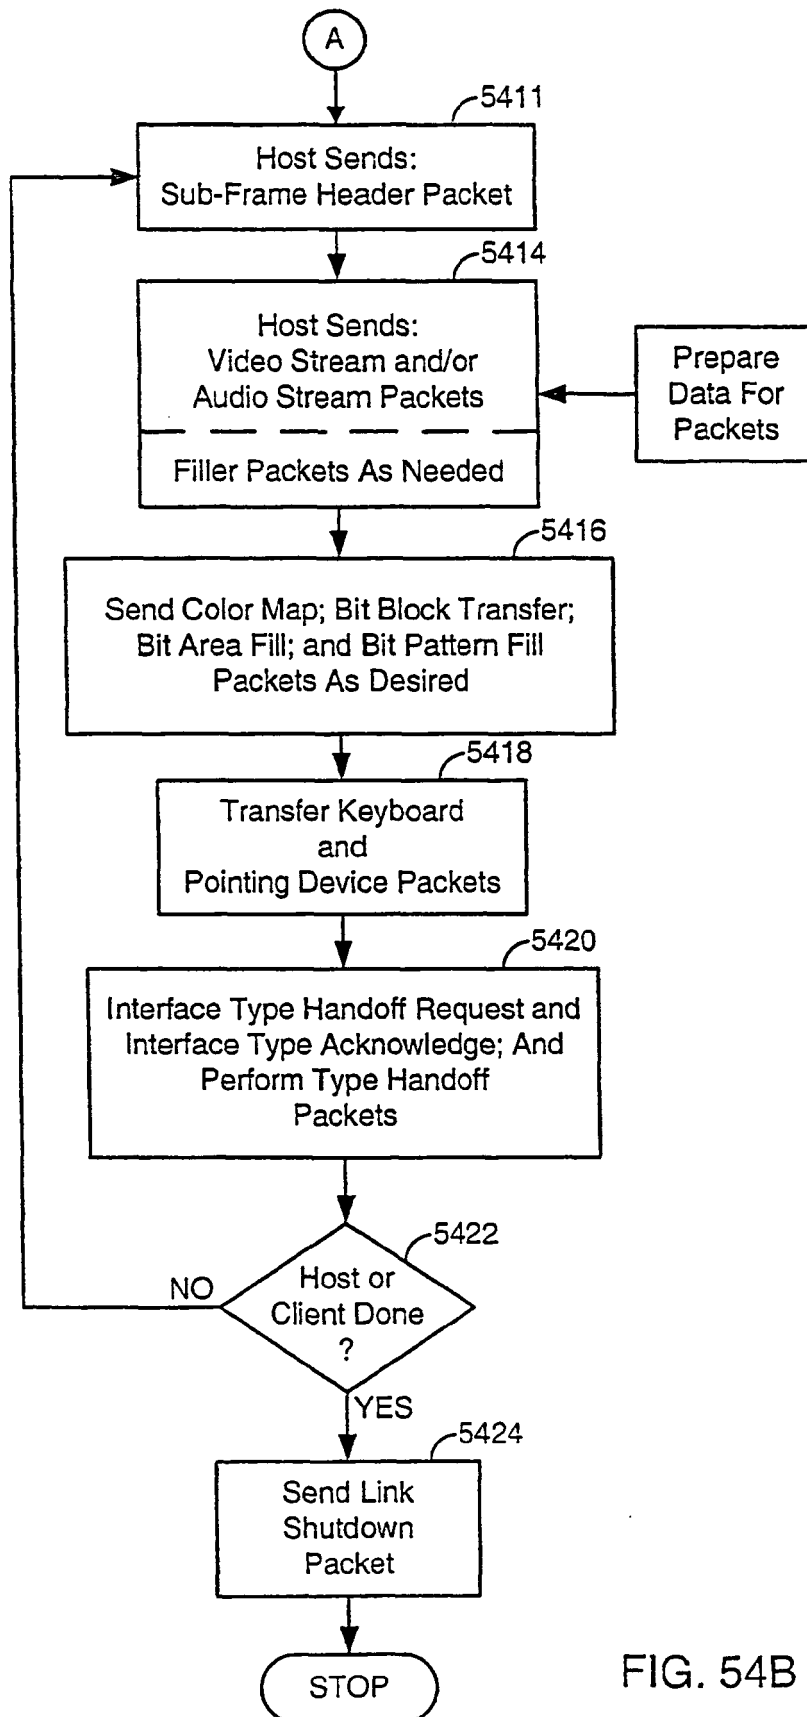 A
5411
Host Sends:
Sub-Frame Header Packet
5414
Host Sends:
Video Stream and/or
Audio Stream Packets
Filler Packets As Needed
Prepare
Data For
Packets
5416
Send Color Map; Bit Block Transfer;
Bit Area Fill; and Bit Pattern Fill
Packets As Desired
5418
Transfer Keyboard
and
Pointing Device Packets
5420
Interface Type Handoff Request and
Interface Type Acknowledge; And
Perform Type Handoff
Packets
5422
Host or
Client Done
?
NO
YES
5424
Send Link
Shutdown
Packet
STOP
FIG. 54B